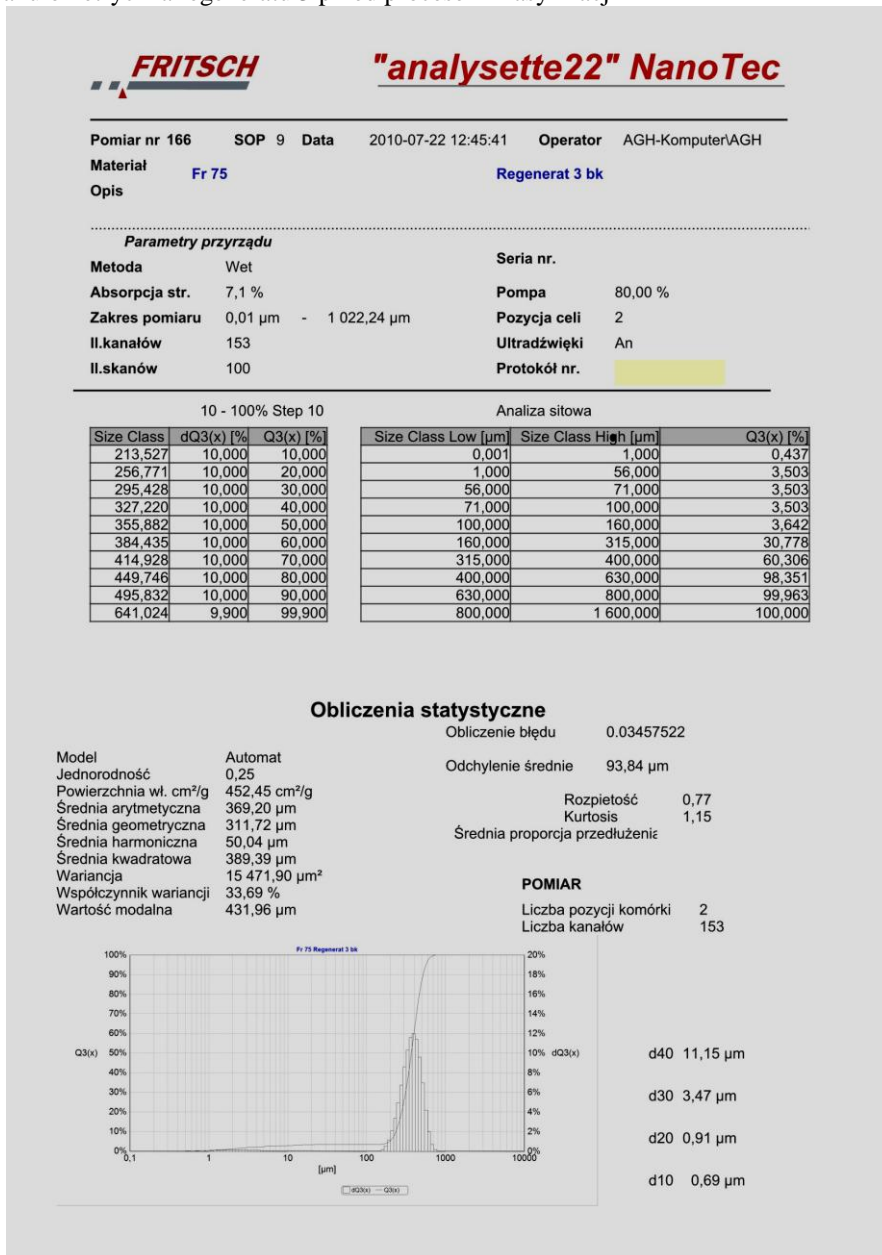 FRITSCH
"analysette22" NanoTec
Pomiar nr 166 SOP 9 Data 2010-07-22 12:45:41 Operator AGH-Komputer\AGH
Materiał Fr 75 Regenerat 3 bk
Opis
Parametry przyrządu
Seria nr.
Metoda Wet
Absorpcja str. 7,1 % Pompa 80,00 %
Zakres pomiaru 0,01 µm - 1 022,24 µm Pozycja celi 2
Il.kanałów 153 Ultradźwięki An
Il.skanów 100 Protokół nr.
10 - 100% Step 10 Analiza sitowa
Size Class dQ3(x) [% Q3(x) [%] Size Class Low [µm] Size Class High [µm] Q3(x) [%]
213,527 10,000 10,000 0,001 1,000 0,437
256,771 10,000 20,000 1,000 56,000 3,503
295,428 10,000 30,000 56,000 71,000 3,503
327,220 10,000 40,000 71,000 100,000 3,503
355,882 10,000 50,000 100,000 160,000 3,642
384,435 10,000 60,000 160,000 315,000 30,778
414,928 10,000 70,000 315,000 400,000 60,306
449,746 10,000 80,000 400,000 630,000 98,351
495,832 10,000 90,000 630,000 800,000 99,963
641,024 9,900 99,900 800,000 1 600,000 100,000
Obliczenia statystyczne
Obliczenie błędu 0.03457522
Model Automat
Odchylenie średnie 93,84 µm
Jednorodność 0,25
Powierzchnia wł. cm²/g 452,45 cm²/g
Rozpietość 0,77
Średnia arytmetyczna 369,20 µm
Kurtosis 1,15
Średnia geometryczna 311,72 µm
Średnia proporcja przedłużenia
Średnia harmoniczna 50,04 µm
Średnia kwadratowa 389,39 µm
Wariancja 15 471,90 µm²
POMIAR
Współczynnik wariancji 33,69 %
Wartość modalna 431,96 µm
Liczba pozycji komórki 2
Liczba kanałów 153
Fr 75 Regenerat 3 bk
100% 20%
90% 18%
80% 16%
70% 14%
60% 12%
Q3(x) 50% 10% dQ3(x)
40% 8%
30% 6%
20% 4%
10% 2%
0% 0%
0,1 1 10 100 1000 10000
[µm]
dQ3(x) Q3(x)
d40 11,15 µm
d30 3,47 µm
d20 0,91 µm
d10 0,69 µm